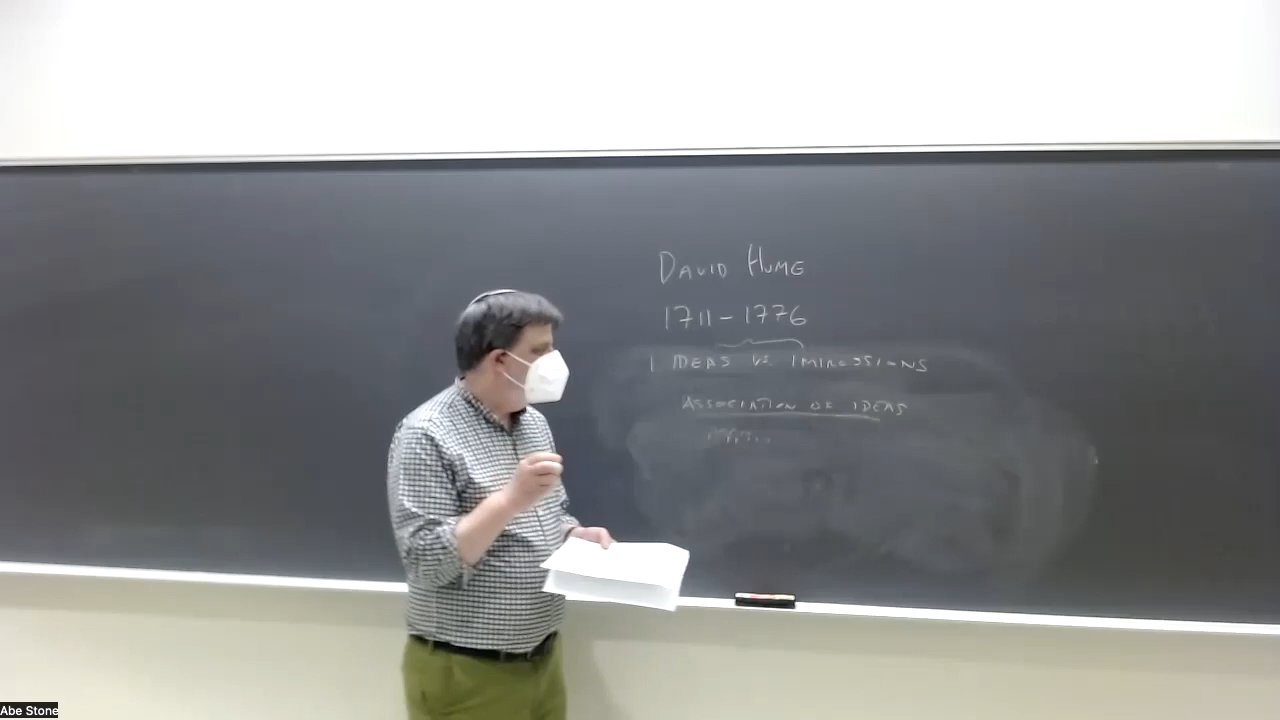 DAVID HUME
1711-1776
1 IDEAS VS. IMPRESSIONS
ASSOCIATION OF IDEAS
Abe Stone